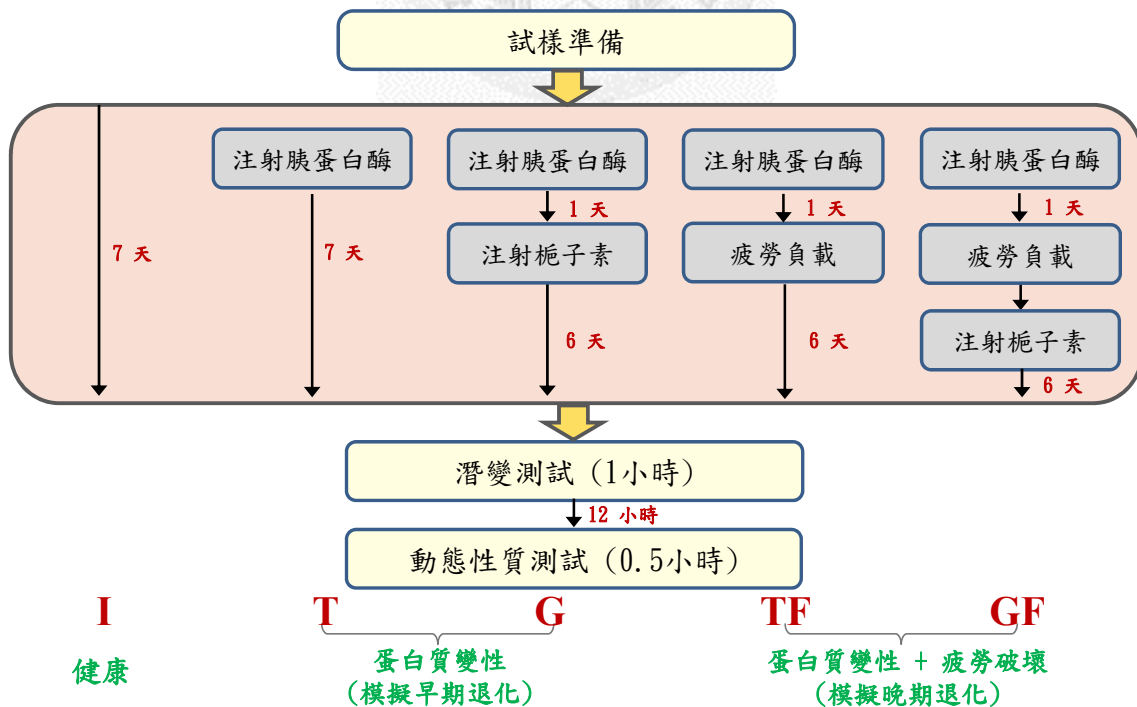 試樣準備
注射胰蛋白酶
注射胰蛋白酶
注射胰蛋白酶
注射胰蛋白酶
1 天
1 天
1 天
7 天
7 天
注射梔子素
疲勞負載
疲勞負載
6 天
6 天
注射梔子素
6 天
潛變測試 (1小時)
12 小時
動態性質測試 (0.5小時)
I
T
G
TF
GF
健康
蛋白質變性
(模擬早期退化)
蛋白質變性 + 疲勞破壞
(模擬晚期退化)